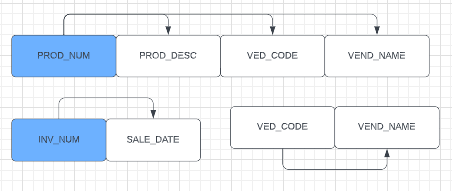 PROD_NUM PROD_DESC VED_CODE VEND_NAME
INV_NUM SALE_DATE VED_CODE VEND_NAME